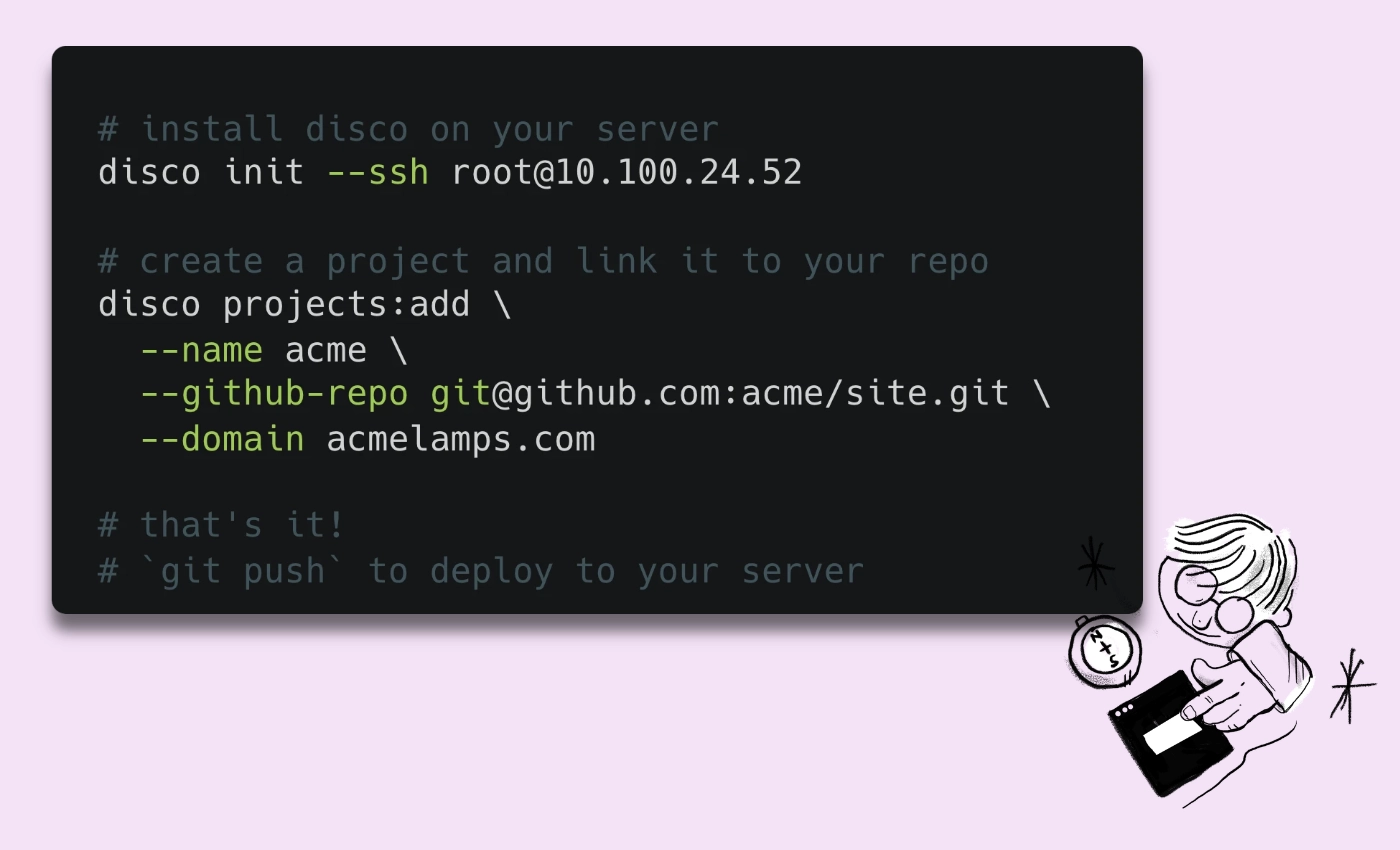 # install disco on your server
disco init --ssh root@10.100.24.52
# create a project and link it to your repo
disco projects:add \
--name acme \
--github-repo git@github.com:acme/site.git \
--domain acmelamps.com
# that's it!
# `git push` to deploy to your server
N
S